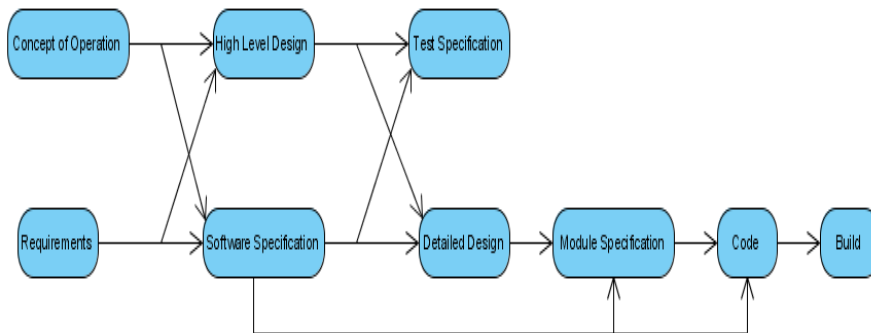 Concept of Operation
High Level Design
Test Specification
Requirements
Software Specification
Detailed Design
Module Specification
Code
Build